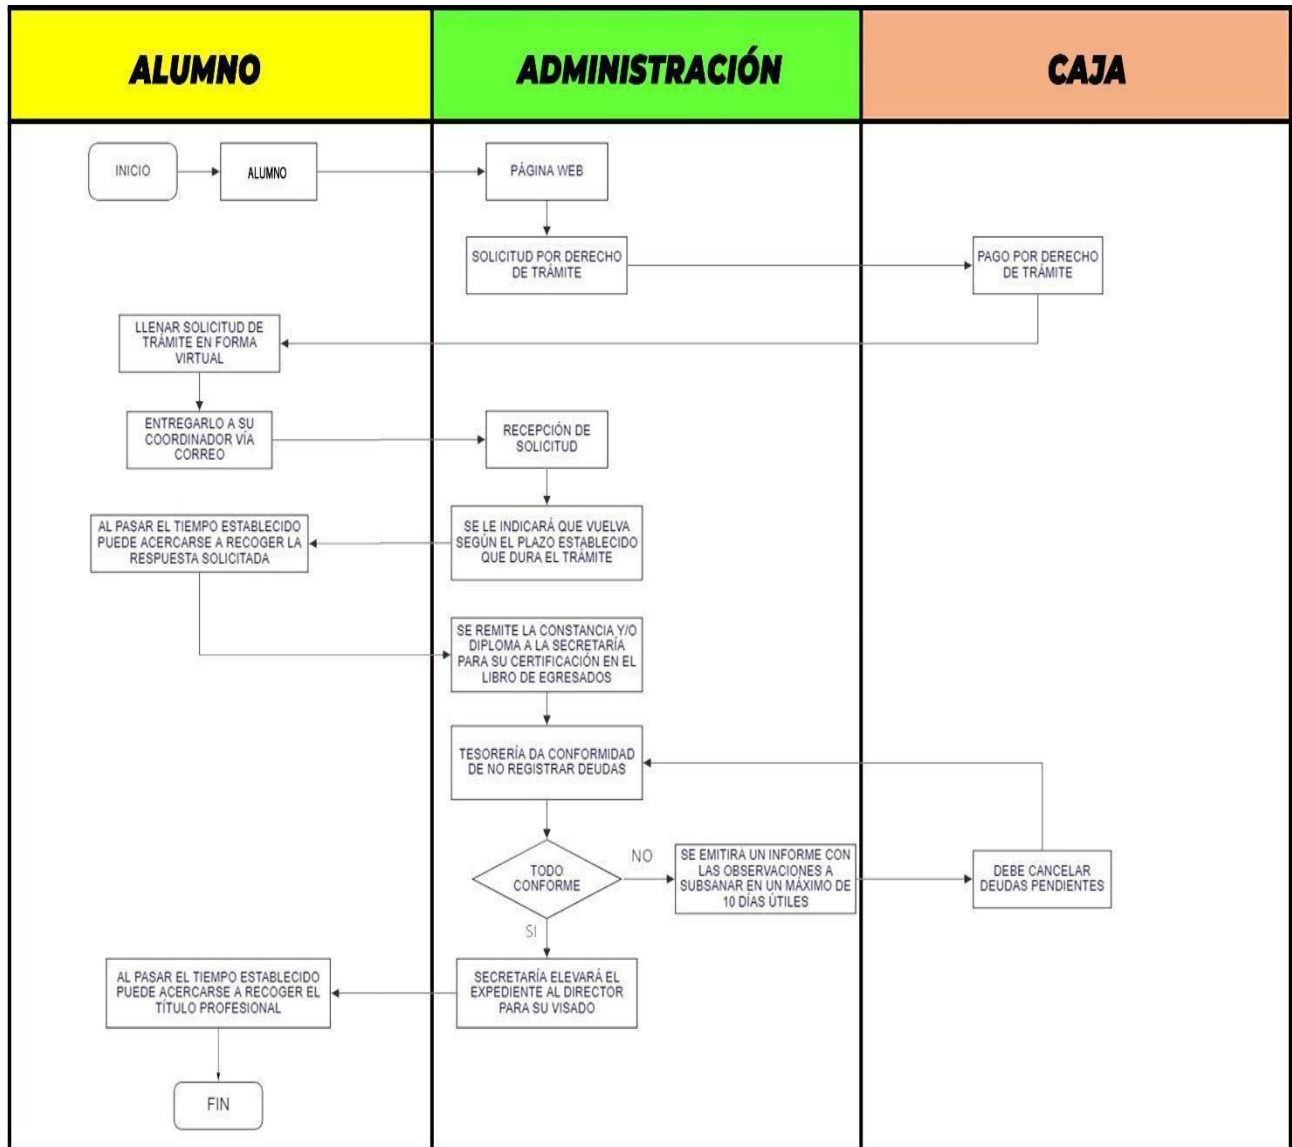 ALUMNO
ADMINISTRACIÓN
CAJA
INICIO
ALUMNO
PÁGINA WEB
SOLICITUD POR DERECHO
DE TRÁMITE
PAGO POR DERECHO
DE TRÁMITE
LLENAR SOLICITUD DE
TRÁMITE EN FORMA
VIRTUAL
ENTREGARLO A SU
COORDINADOR VÍA
CORREO
RECEPCIÓN DE
SOLICITUD
SE LE INDICARÁ QUE VUELVA
SEGÚN EL PLAZO ESTABLECIDO
QUE DURA EL TRÁMITE
AL PASAR EL TIEMPO ESTABLECIDO
PUEDE ACERCARSE A RECOGER LA
RESPUESTA SOLICITADA
SE REMITE LA CONSTANCIA Y/O
DIPLOMA A LA SECRETARÍA
PARA SU CERTIFICACIÓN EN EL
LIBRO DE EGRESADOS
TESORERÍA DA CONFORMIDAD
DE NO REGISTRAR DEUDAS
TODO
CONFORME
NO
SE EMITIRA UN INFORME CON
LAS OBSERVACIONES A
SUBSANAR EN UN MÁXIMO DE
10 DÍAS ÚTILES
DEBE CANCELAR
DEUDAS PENDIENTES
SI
SECRETARÍA ELEVARÁ EL
EXPEDIENTE AL DIRECTOR
PARA SU VISADO
AL PASAR EL TIEMPO ESTABLECIDO
PUEDE ACERCARSE A RECOGER EL
TÍTULO PROFESIONAL
FIN